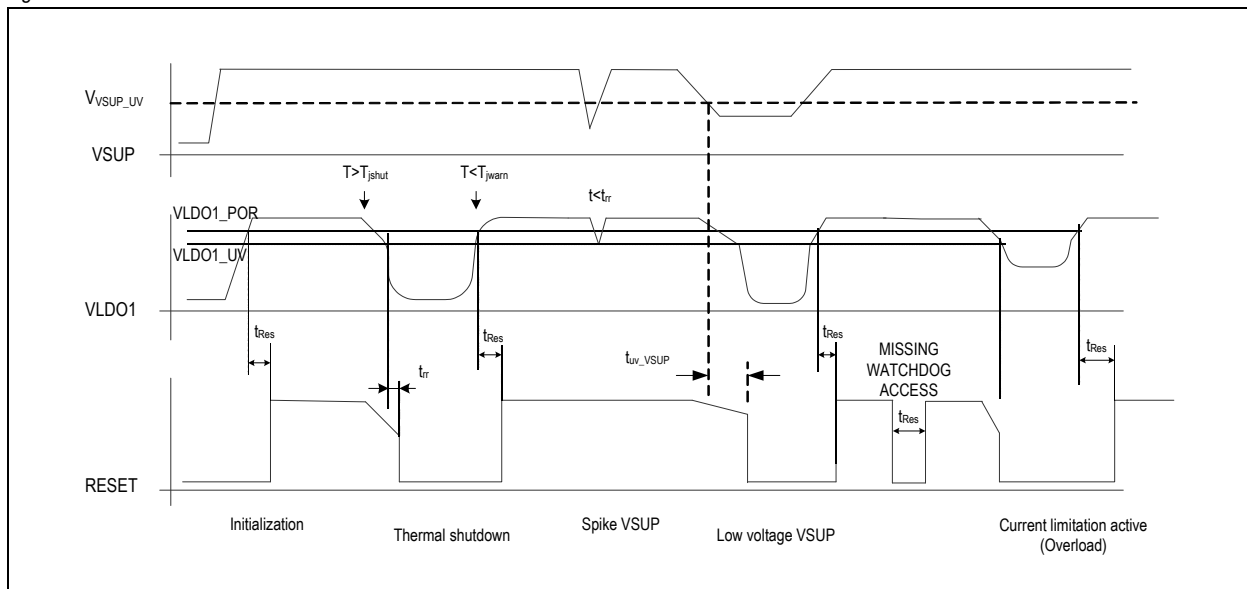 V_VSUP_UV
VSUP
T>T_jshut
T<T_jwarn
t<t_rr
VLDO1_POR
VLDO1_UV
VLDO1
t_Res
t_rr
t_Res
t_uv_VSUP
t_Res
MISSING
WATCHDOG
ACCESS
t_Res
t_Res
RESET
Initialization
Thermal shutdown
Spike VSUP
Low voltage VSUP
Current limitation active
(Overload)